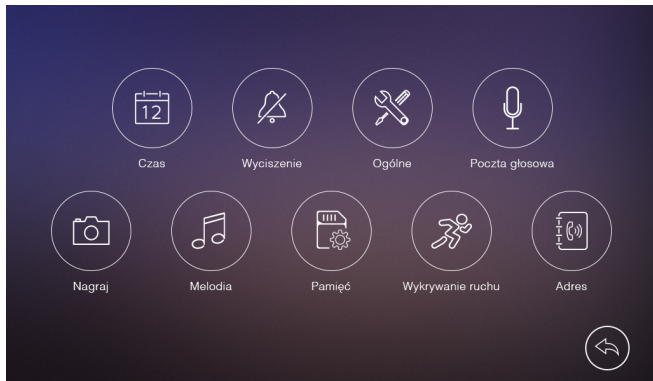 12
Czas
Wyciszenie
Ogólne
Poczta głosowa
Nagraj
Melodia
Pamięć
Wykrywanie ruchu
Adres